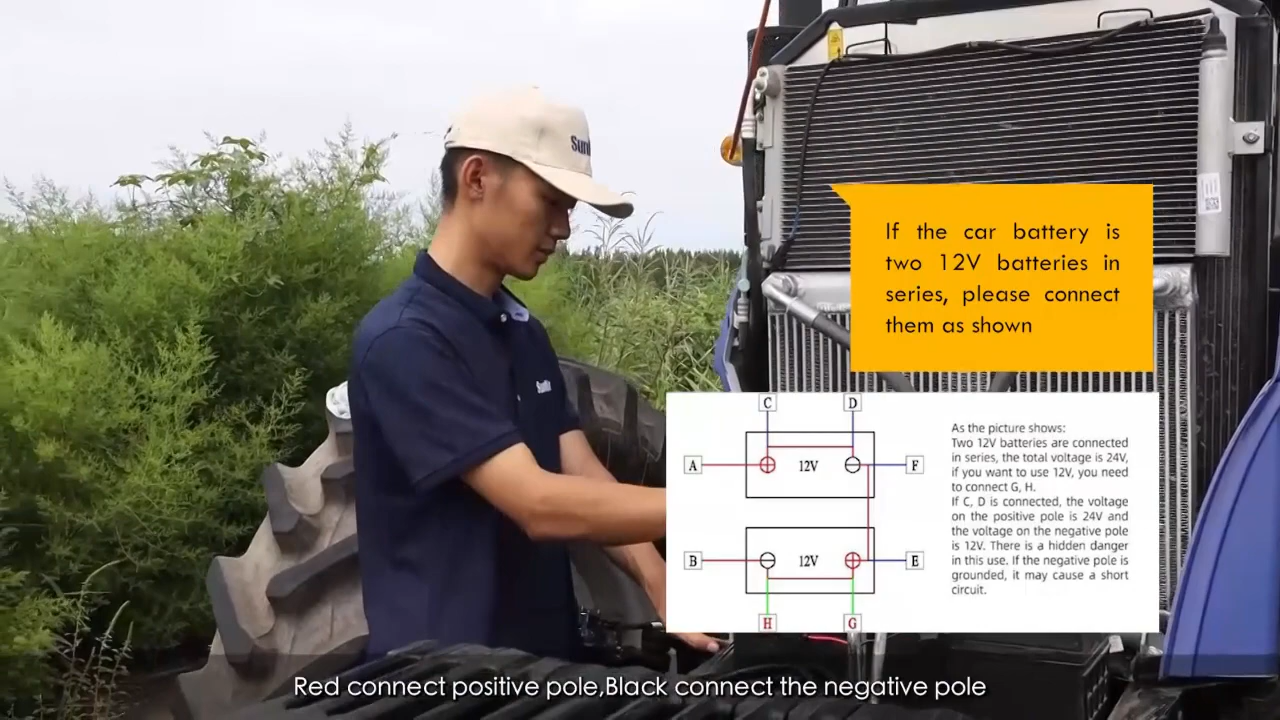 If the car battery is
two 12V batteries in
series, please connect
them as shown
C D
A 12V F
B 12V E
H G
As the picture shows:
Two 12V batteries are connected
in series, the total voltage is 24V,
if you want to use 12V, you need
to connect G, H.
If C, D is connected, the voltage
on the positive pole is 24V and
the voltage on the negative pole
is 12V. There is a hidden danger
in this use. If the negative pole is
grounded, it may cause a short
circuit.
Red connect positive pole,Black connect the negative pole